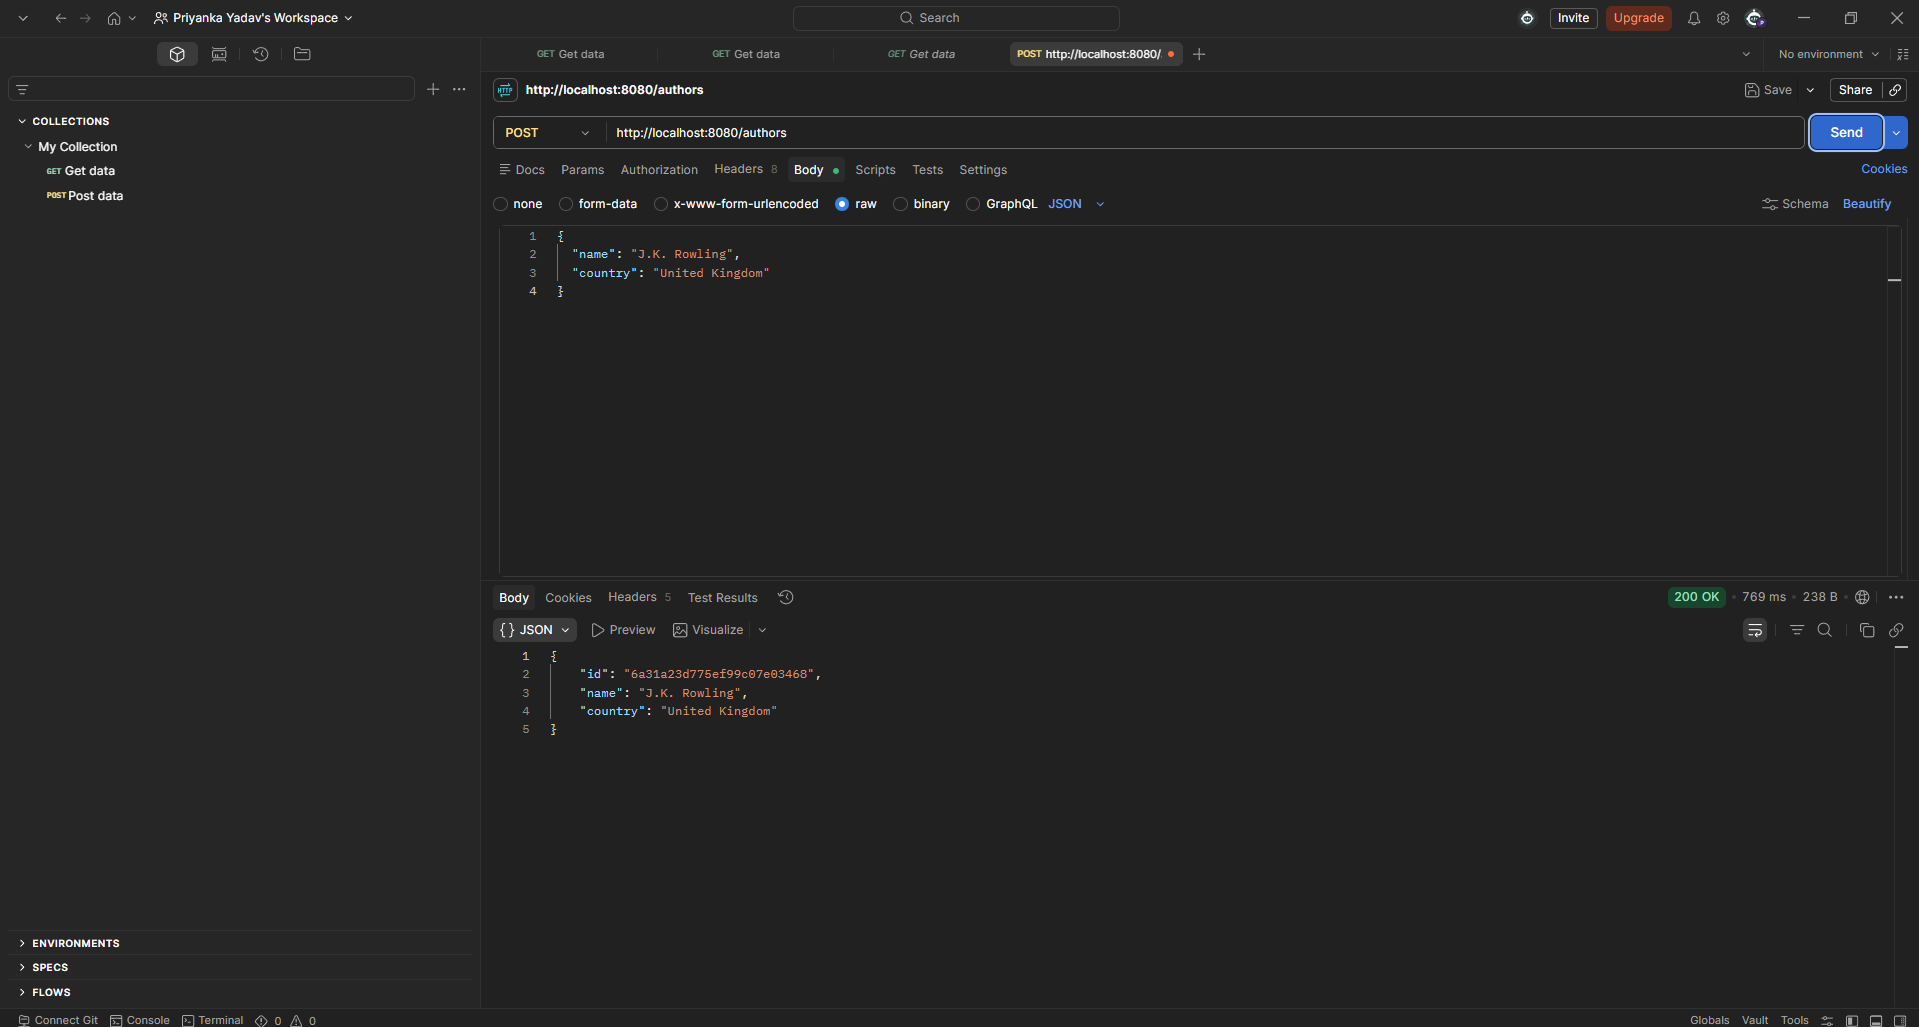 Priyanka Yadav's Workspace
Search
Invite
Upgrade
GET Get data
GET Get data
GET Get data
POST http://localhost:8080/
No environment
HTTP http://localhost:8080/authors
Save
Share
COLLECTIONS
My Collection
GET Get data
POST Post data
POST http://localhost:8080/authors
Send
Docs Params Authorization Headers 8 Body Scripts Tests Settings
Cookies
none form-data x-www-form-urlencoded raw binary GraphQL JSON
Schema Beautify
1 {
2 "name": "J.K. Rowling",
3 "country": "United Kingdom"
4 }
Body Cookies Headers 5 Test Results
200 OK • 769 ms • 238 B
{} JSON Preview Visualize
1 {
2 "id": "6a31a23d775ef99c07e03468",
3 "name": "J.K. Rowling",
4 "country": "United Kingdom"
5 }
ENVIRONMENTS
SPECS
FLOWS
Connect Git Console Terminal 0 0
Globals Vault Tools